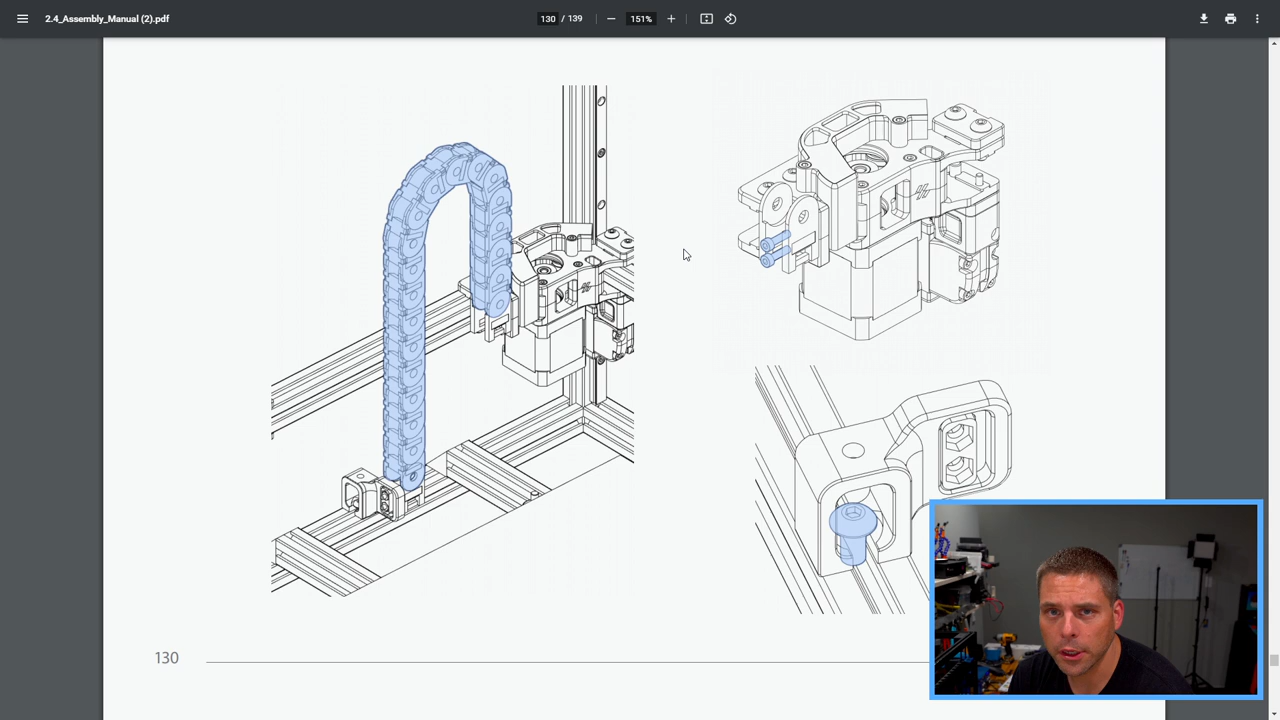 2.4_Assembly_Manual (2).pdf
130 / 139
151%
130